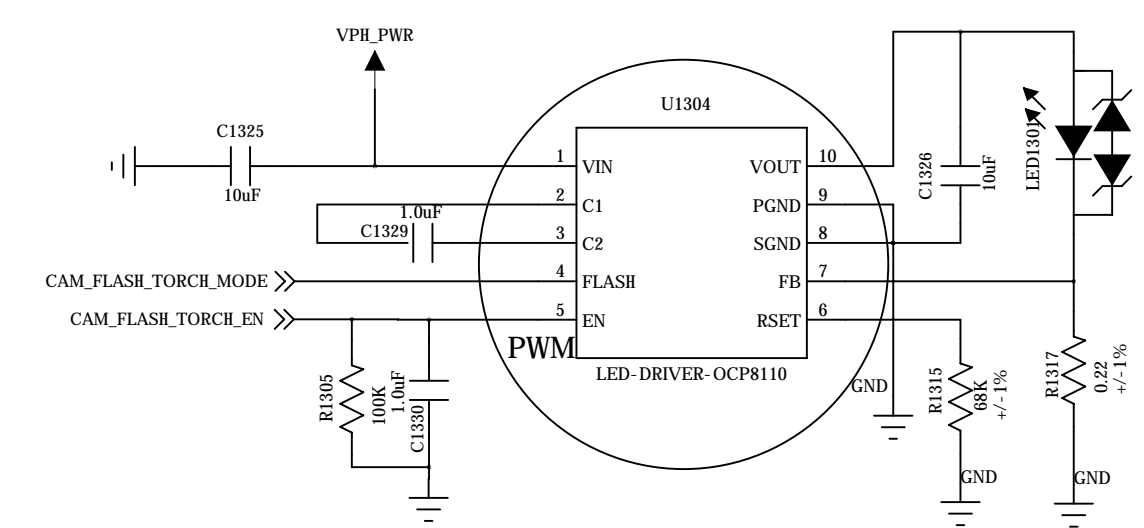 VPH_PWR
U1304
C1325
10uF
1
VIN
2
C1
1.0uF
C1329
3
C2
CAM_FLASH_TORCH_MODE
4
FLASH
CAM_FLASH_TORCH_EN
5
EN
PWM
LED-DRIVER-OCP8110
VOUT
10
PGND
9
SGND
8
FB
7
RSET
6
C1326
10uF
LED1301
R1305
100K
1.0uF
C1330
GND
R1315
68K
+/-1%
GND
R1317
0.22
+/-1%
GND